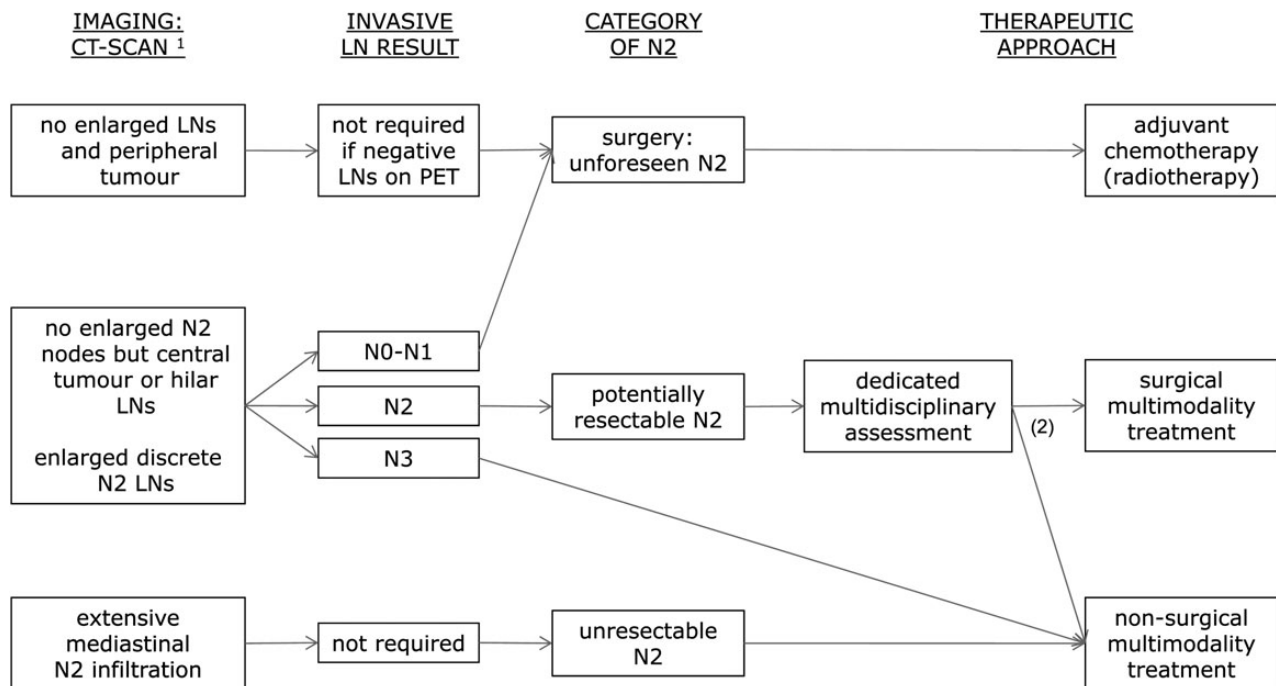 IMAGING:
CT-SCAN 1
INVASIVE
LN RESULT
CATEGORY
OF N2
THERAPEUTIC
APPROACH
no enlarged LNs
and peripheral
tumour
not required
if negative
LNs on PET
surgery:
unforeseen N2
adjuvant
chemotherapy
(radiotherapy)
no enlarged N2
nodes but central
tumour or hilar
LNs
enlarged discrete
N2 LNs
N0-N1
N2
N3
potentially
resectable N2
dedicated
multidisciplinary
assessment
(2)
surgical
multimodality
treatment
extensive
mediastinal
N2 infiltration
not required
unresectable
N2
non-surgical
multimodality
treatment